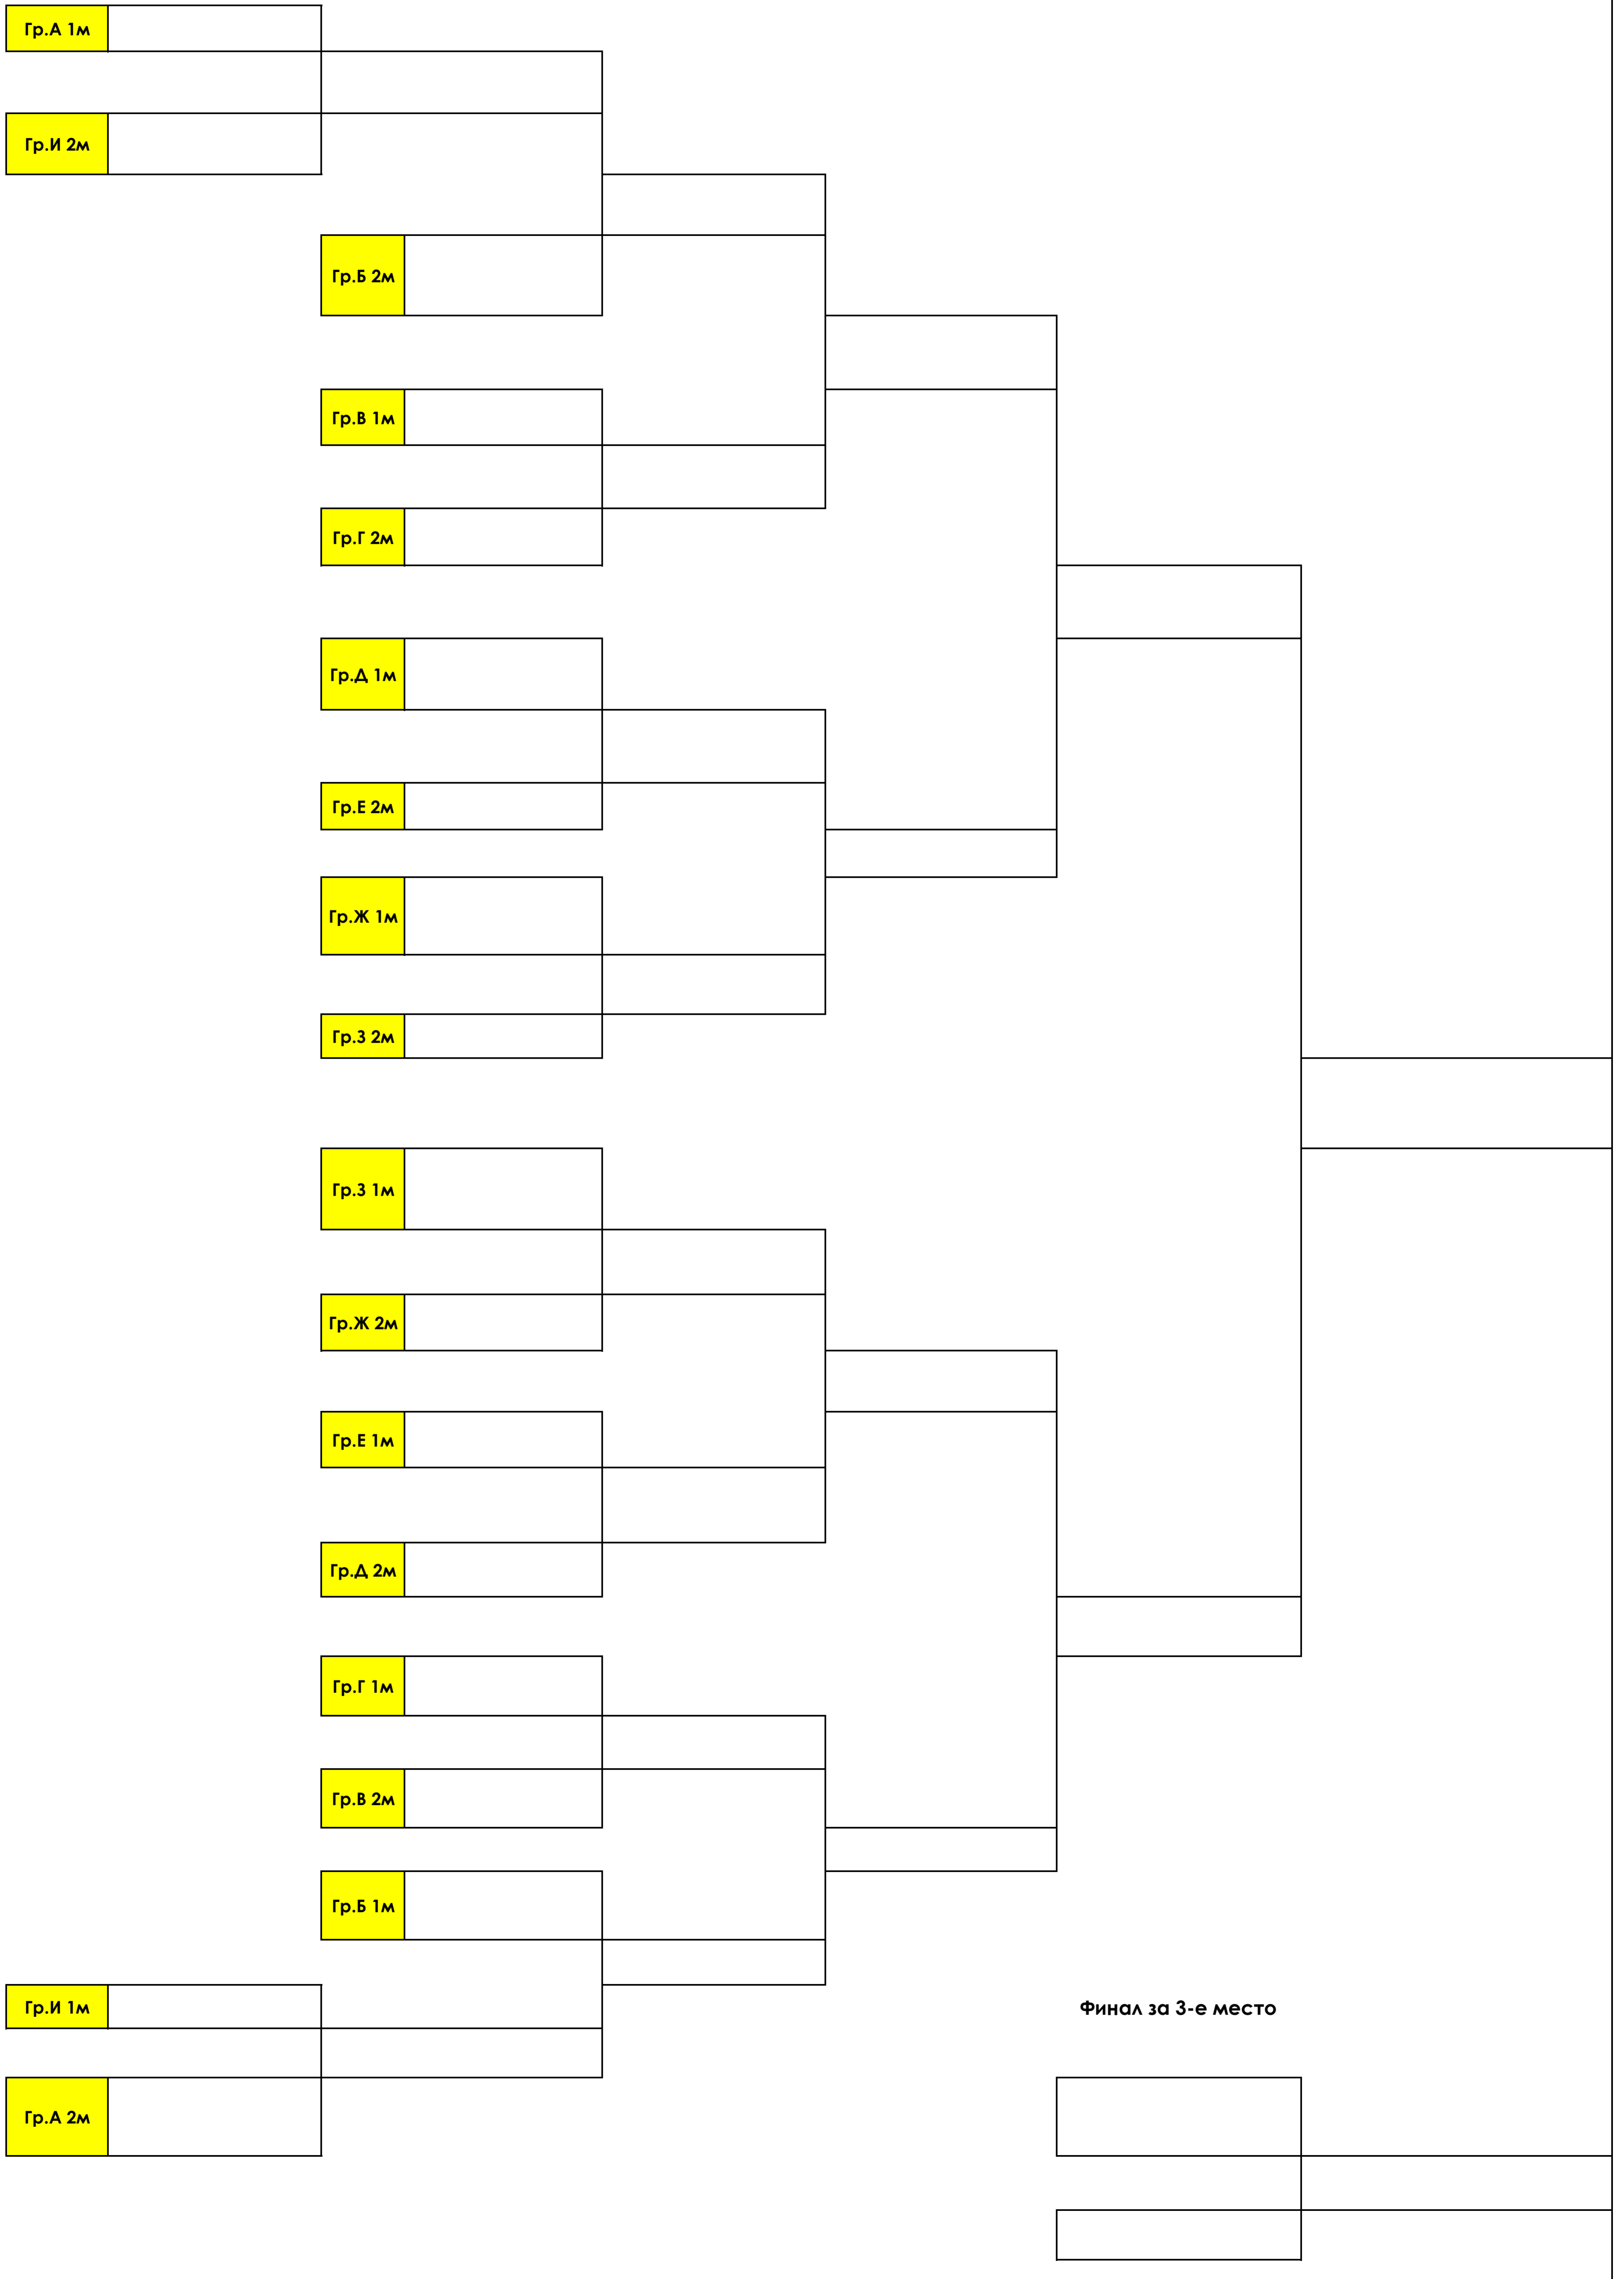 Гр.А 1м
Гр.И 2м
Гр.Б 2м
Гр.В 1м
Гр.Г 2м
Гр.Д 1м
Гр.Е 2м
Гр.Ж 1м
Гр.З 2м
Гр.З 1м
Гр.Ж 2м
Гр.Е 1м
Гр.Д 2м
Гр.Г 1м
Гр.В 2м
Гр.Б 1м
Гр.И 1м
Финал за 3-е место
Гр.А 2м